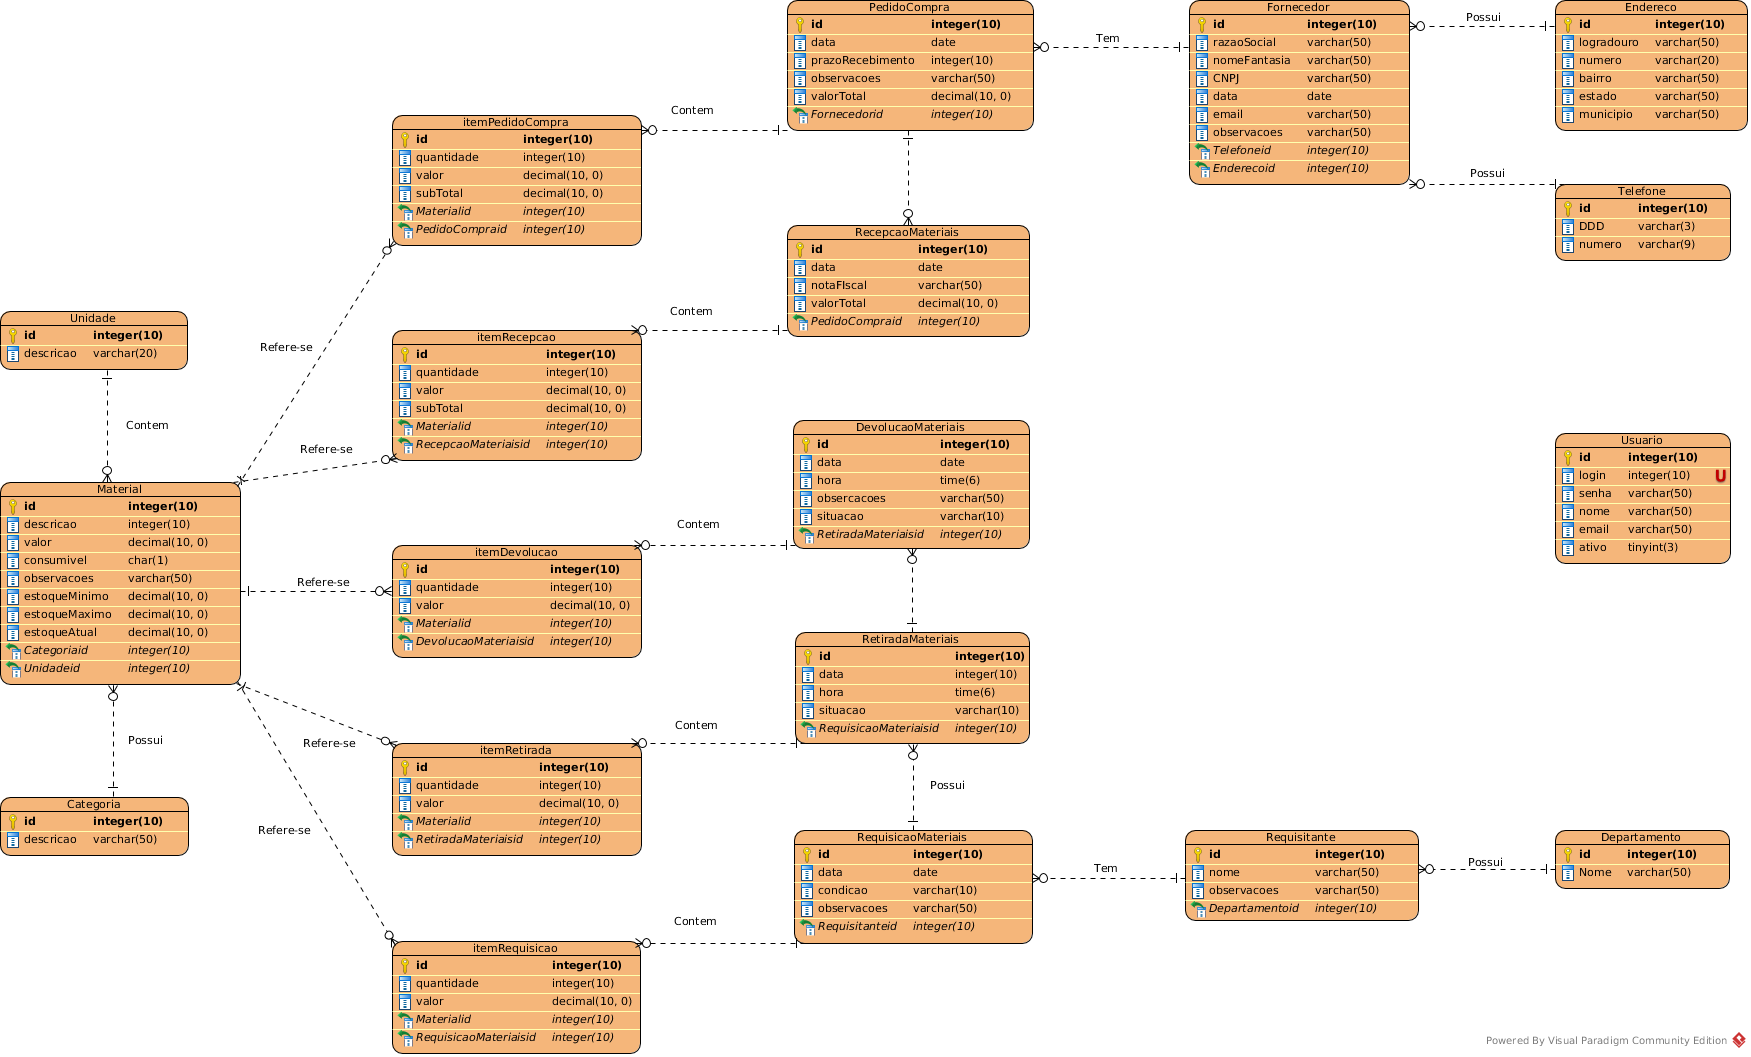 PedidoCompra
id integer(10)
data date
prazoRecebimento integer(10)
observacoes varchar(50)
valorTotal decimal(10, 0)
Fornecedorid integer(10)
Tem
Fornecedor
id integer(10)
razaoSocial varchar(50)
nomeFantasia varchar(50)
CNPJ varchar(50)
data date
email varchar(50)
observacoes varchar(50)
Telefoneid integer(10)
Enderecoid integer(10)
Possui
Endereco
id integer(10)
logradouro varchar(50)
numero varchar(20)
bairro varchar(50)
estado varchar(50)
municipio varchar(50)
Possui
Telefone
id integer(10)
DDD varchar(3)
numero varchar(9)
Contem
itemPedidoCompra
id integer(10)
quantidade integer(10)
valor decimal(10, 0)
subTotal decimal(10, 0)
Materialid integer(10)
PedidoCompraid integer(10)
RecepcaoMateriais
id integer(10)
data date
notaFIscal varchar(50)
valorTotal decimal(10, 0)
PedidoCompraid integer(10)
Contem
Unidade
id integer(10)
descricao varchar(20)
Refere-se
itemRecepcao
id integer(10)
quantidade integer(10)
valor decimal(10, 0)
subTotal decimal(10, 0)
Materialid integer(10)
RecepcaoMateriaisid integer(10)
Contem
Refere-se
DevolucaoMateriais
id integer(10)
data date
hora time(6)
obsercacoes varchar(50)
situacao varchar(10)
RetiradaMateriaisid integer(10)
Usuario
id integer(10)
login integer(10) U
senha varchar(50)
nome varchar(50)
email varchar(50)
ativo tinyint(3)
Material
id integer(10)
descricao integer(10)
valor decimal(10, 0)
consumivel char(1)
observacoes varchar(50)
estoqueMinimo decimal(10, 0)
estoqueMaximo decimal(10, 0)
estoqueAtual decimal(10, 0)
Categoriaid integer(10)
Unidadeid integer(10)
Contem
Refere-se
itemDevolucao
id integer(10)
quantidade integer(10)
valor decimal(10, 0)
Materialid integer(10)
DevolucaoMateriaisid integer(10)
RetiradaMateriais
id integer(10)
data integer(10)
hora time(6)
situacao varchar(10)
RequisicaoMateriaisid integer(10)
Possui
Refere-se
Contem
itemRetirada
id integer(10)
quantidade integer(10)
valor decimal(10, 0)
Materialid integer(10)
RetiradaMateriaisid integer(10)
Possui
Categoria
id integer(10)
descricao varchar(50)
Refere-se
RequisicaoMateriais
id integer(10)
data date
condicao varchar(10)
observacoes varchar(50)
Requisitanteid integer(10)
Tem
Requisitante
id integer(10)
nome varchar(50)
observacoes varchar(50)
Departamentoid integer(10)
Possui
Departamento
id integer(10)
Nome varchar(50)
Contem
itemRequisicao
id integer(10)
quantidade integer(10)
valor decimal(10, 0)
Materialid integer(10)
RequisicaoMateriaisid integer(10)
Powered By Visual Paradigm Community Edition